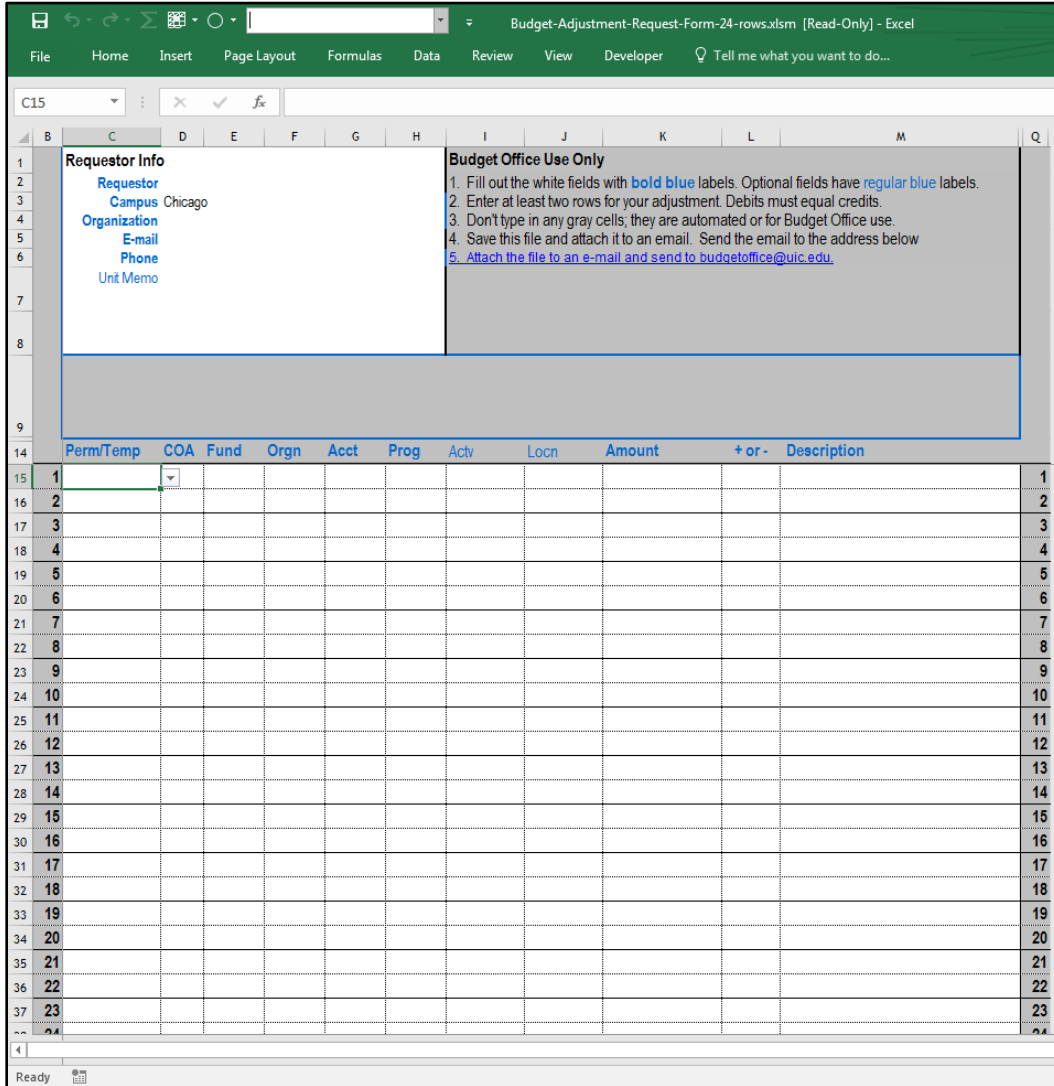 Budget-Adjustment-Request-Form-24-rows.xlsm [Read-Only] - Excel
File Home Insert Page Layout Formulas Data Review View Developer Tell me what you want to do...
C15 fx
B C D E F G H I J K L M Q
1 Requestor Info Budget Office Use Only
2 Requestor 1. Fill out the white fields with bold blue labels. Optional fields have regular blue labels.
3 Campus Chicago 2. Enter at least two rows for your adjustment. Debits must equal credits.
4 Organization 3. Don't type in any gray cells; they are automated or for Budget Office use.
5 E-mail 4. Save this file and attach it to an email. Send the email to the address below
6 Phone 5. Attach the file to an e-mail and send to budgetoffice@uic.edu.
Unit Memo
7
8
9
14 Perm/Temp COA Fund Orgn Acct Prog Actv Locn Amount + or - Description
15 1 1
16 2 2
17 3 3
18 4 4
19 5 5
20 6 6
21 7 7
22 8 8
23 9 9
24 10 10
25 11 11
26 12 12
27 13 13
28 14 14
29 15 15
30 16 16
31 17 17
32 18 18
33 19 19
34 20 20
35 21 21
36 22 22
37 23 23
Ready